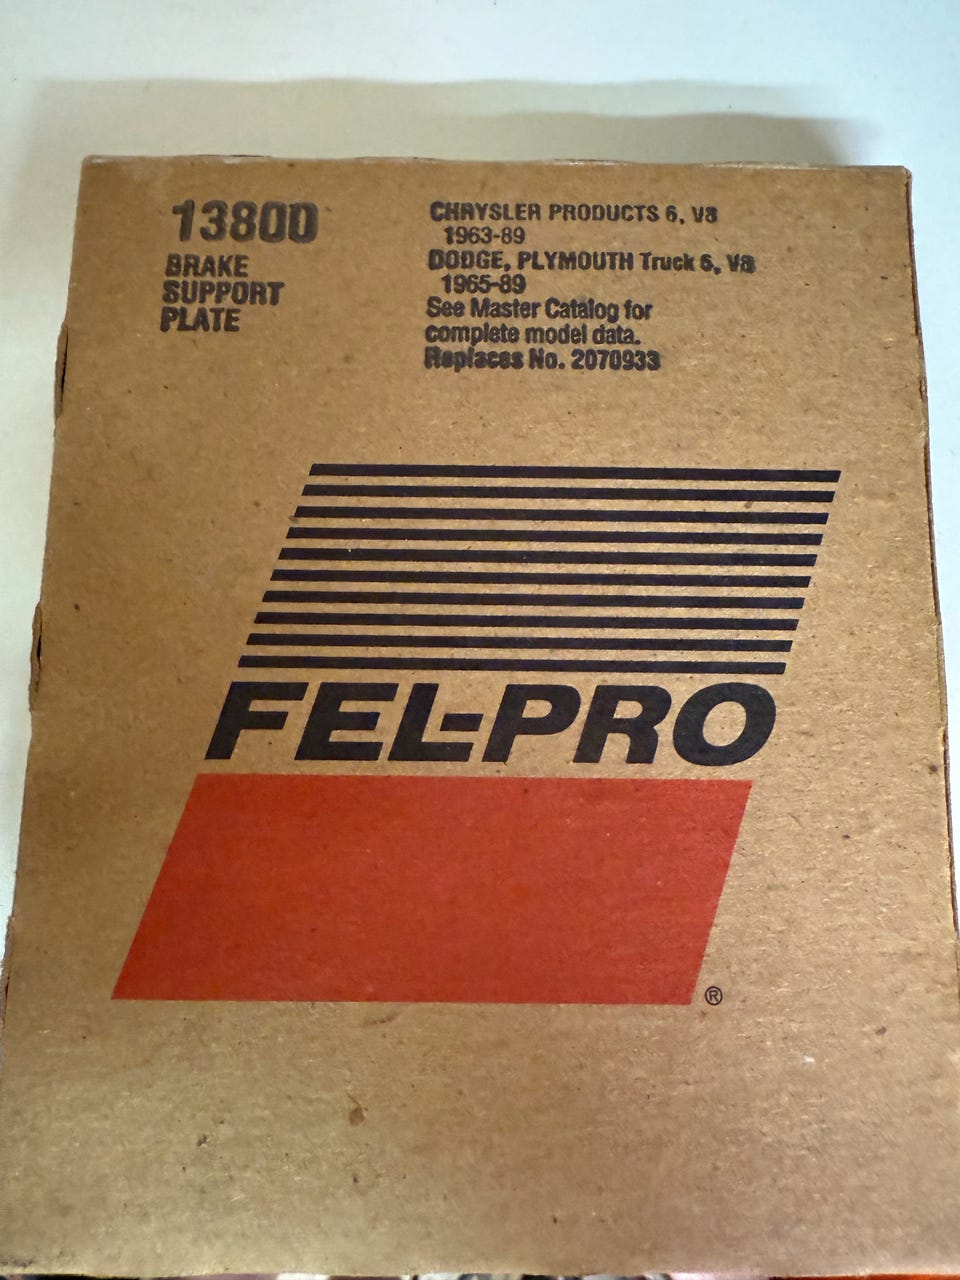 13800
BRAKE
SUPPORT
PLATE
CHRYSLER PRODUCTS 6, V8
1963-89
DODGE, PLYMOUTH Truck 6, V8
1965-89
See Master Catalog for
complete model data.
Replaces No. 2070933
FEL-PRO
®